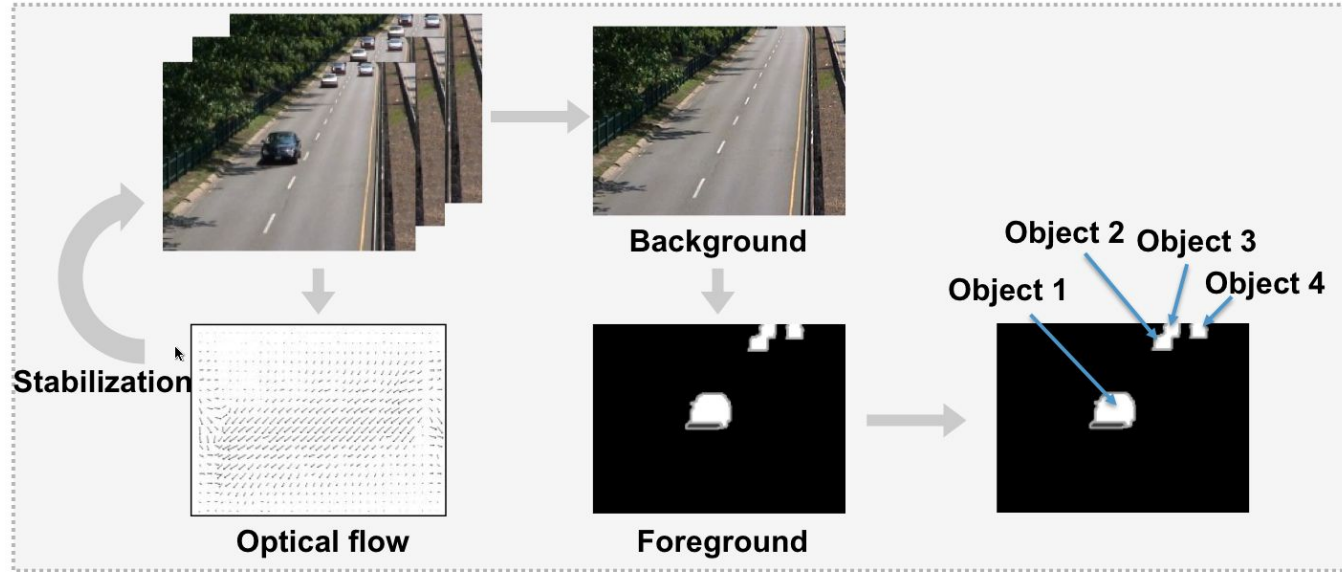 Background
Object 2
Object 3
Object 1
Object 4
Stabilization
Optical flow
Foreground